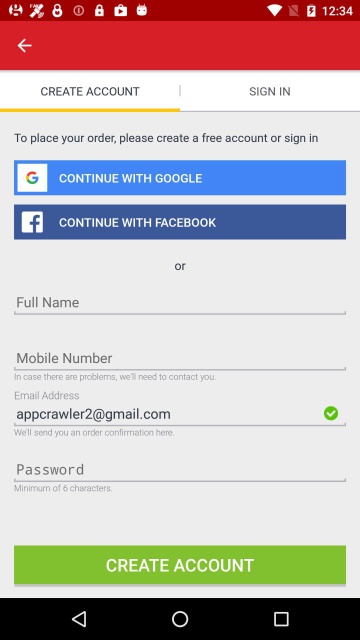 12:34
CREATE ACCOUNT
SIGN IN
To place your order, please create a free account or sign in
CONTINUE WITH GOOGLE
CONTINUE WITH FACEBOOK
or
Full Name
Mobile Number
In case there are problems, we'll need to contact you.
Email Address
appcrawler2@gmail.com
We'll send you an order confirmation here.
Password
Minimum of 6 characters.
CREATE ACCOUNT